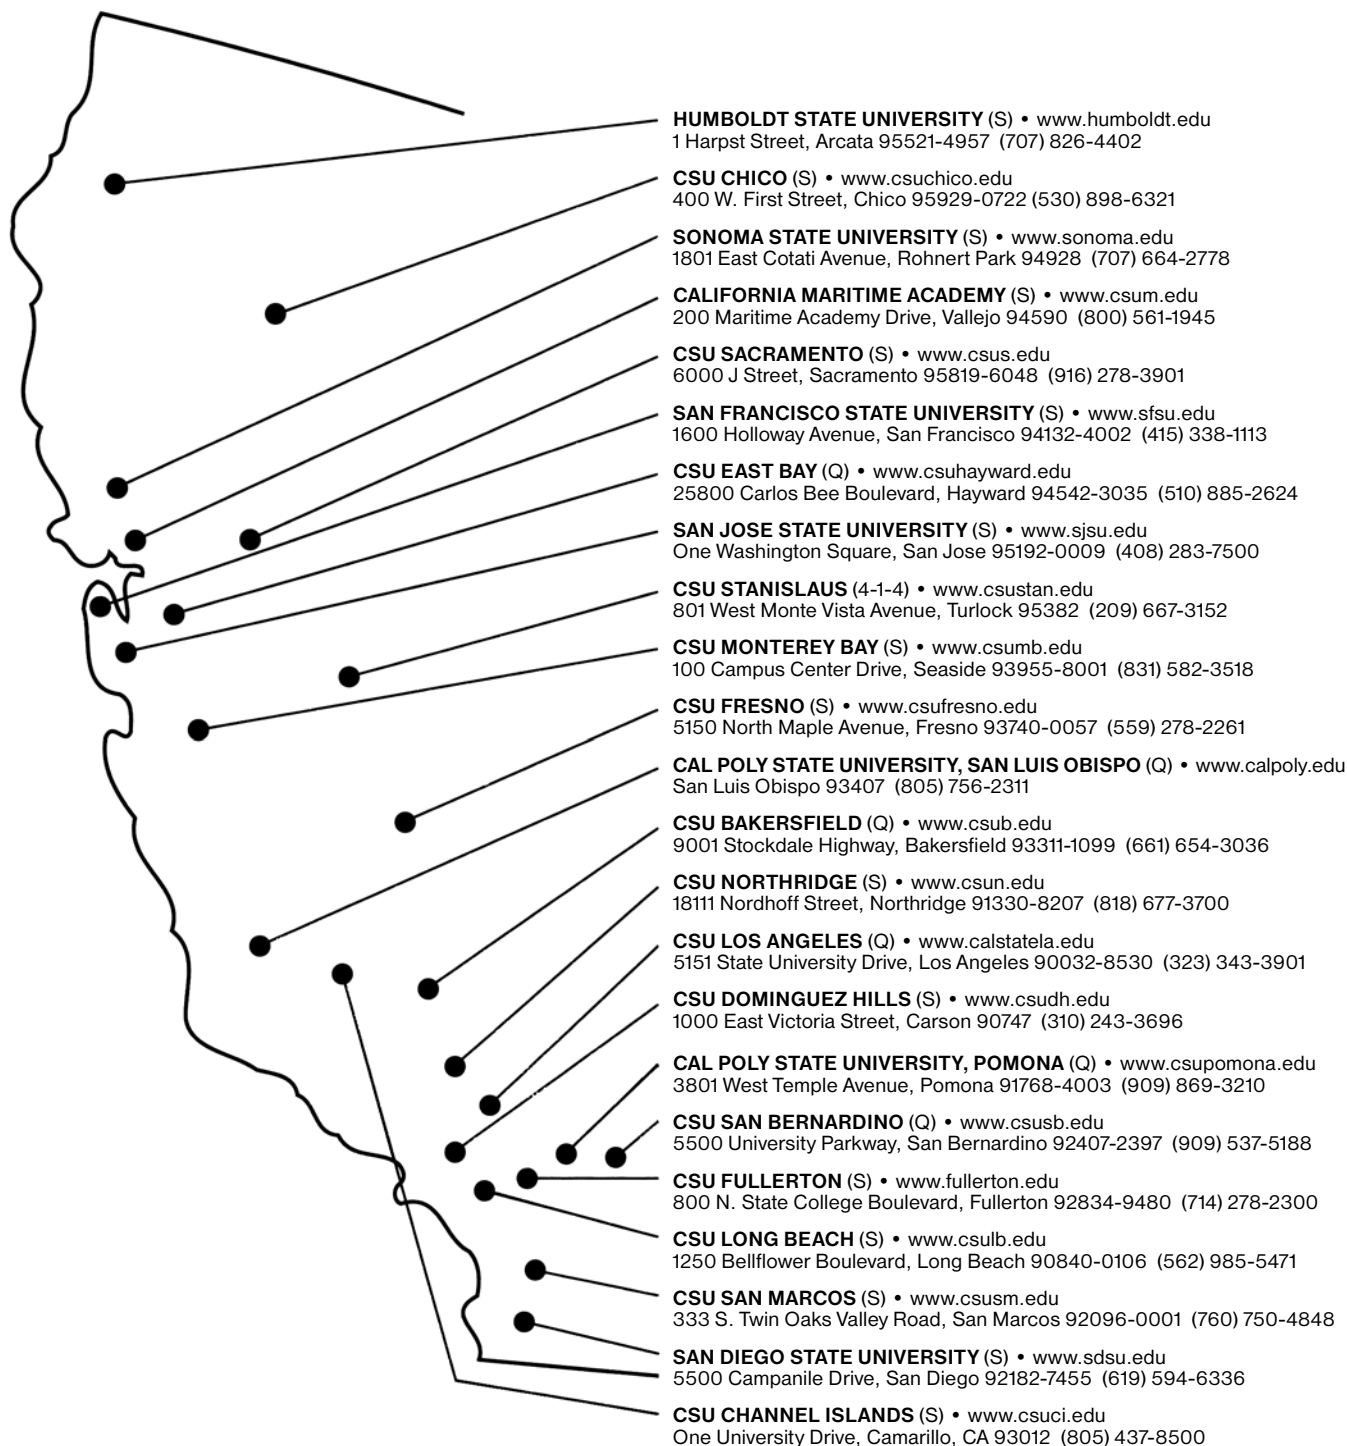 HUMBOLDT STATE UNIVERSITY (S) • www.humboldt.edu
1 Harpst Street, Arcata 95521-4957 (707) 826-4402
CSU CHICO (S) • www.csuchico.edu
400 W. First Street, Chico 95929-0722 (530) 898-6321
SONOMA STATE UNIVERSITY (S) • www.sonoma.edu
1801 East Cotati Avenue, Rohnert Park 94928 (707) 664-2778
CALIFORNIA MARITIME ACADEMY (S) • www.csum.edu
200 Maritime Academy Drive, Vallejo 94590 (800) 561-1945
CSU SACRAMENTO (S) • www.csus.edu
6000 J Street, Sacramento 95819-6048 (916) 278-3901
SAN FRANCISCO STATE UNIVERSITY (S) • www.sfsu.edu
1600 Holloway Avenue, San Francisco 94132-4002 (415) 338-1113
CSU EAST BAY (Q) • www.csuhayward.edu
25800 Carlos Bee Boulevard, Hayward 94542-3035 (510) 885-2624
SAN JOSE STATE UNIVERSITY (S) • www.sjsu.edu
One Washington Square, San Jose 95192-0009 (408) 283-7500
CSU STANISLAUS (4-1-4) • www.csustan.edu
801 West Monte Vista Avenue, Turlock 95382 (209) 667-3152
CSU MONTEREY BAY (S) • www.csumb.edu
100 Campus Center Drive, Seaside 93955-8001 (831) 582-3518
CSU FRESNO (S) • www.csufresno.edu
5150 North Maple Avenue, Fresno 93740-0057 (559) 278-2261
CAL POLY STATE UNIVERSITY, SAN LUIS OBISPO (Q) • www.calpoly.edu
San Luis Obispo 93407 (805) 756-2311
CSU BAKERSFIELD (Q) • www.csub.edu
9001 Stockdale Highway, Bakersfield 93311-1099 (661) 654-3036
CSU NORTHRIDGE (S) • www.csun.edu
18111 Nordhoff Street, Northridge 91330-8207 (818) 677-3700
CSU LOS ANGELES (Q) • www.calstatela.edu
5151 State University Drive, Los Angeles 90032-8530 (323) 343-3901
CSU DOMINGUEZ HILLS (S) • www.csudh.edu
1000 East Victoria Street, Carson 90747 (310) 243-3696
CAL POLY STATE UNIVERSITY, POMONA (Q) • www.csupomona.edu
3801 West Temple Avenue, Pomona 91768-4003 (909) 869-3210
CSU SAN BERNARDINO (Q) • www.csusb.edu
5500 University Parkway, San Bernardino 92407-2397 (909) 537-5188
CSU FULLERTON (S) • www.fullerton.edu
800 N. State College Boulevard, Fullerton 92834-9480 (714) 278-2300
CSU LONG BEACH (S) • www.csulb.edu
1250 Bellflower Boulevard, Long Beach 90840-0106 (562) 985-5471
CSU SAN MARCOS (S) • www.csusm.edu
333 S. Twin Oaks Valley Road, San Marcos 92096-0001 (760) 750-4848
SAN DIEGO STATE UNIVERSITY (S) • www.sdsu.edu
5500 Campanile Drive, San Diego 92182-7455 (619) 594-6336
CSU CHANNEL ISLANDS (S) • www.csuci.edu
One University Drive, Camarillo, CA 93012 (805) 437-8500